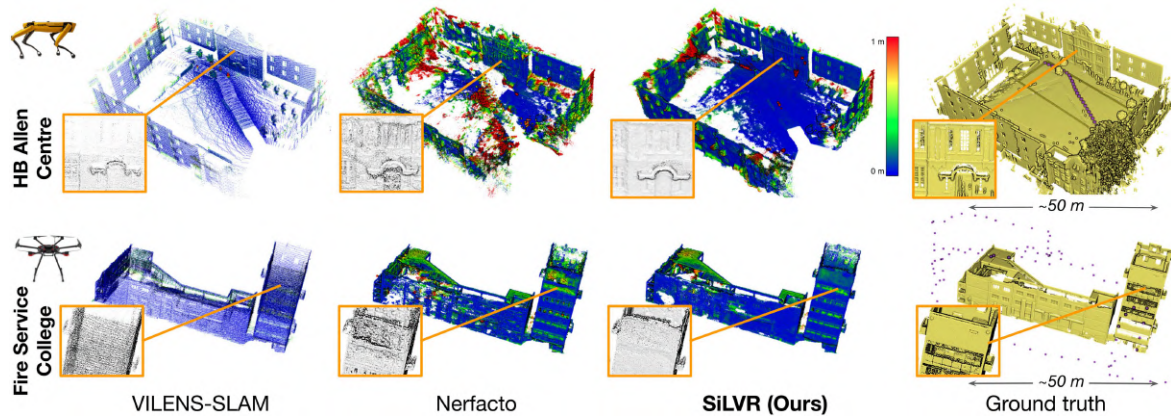 HB Allen
Centre
1 m
0 m
~50 m
Fire Service
College
~50 m
VILENS-SLAM
Nerfacto
SiLVR (Ours)
Ground truth